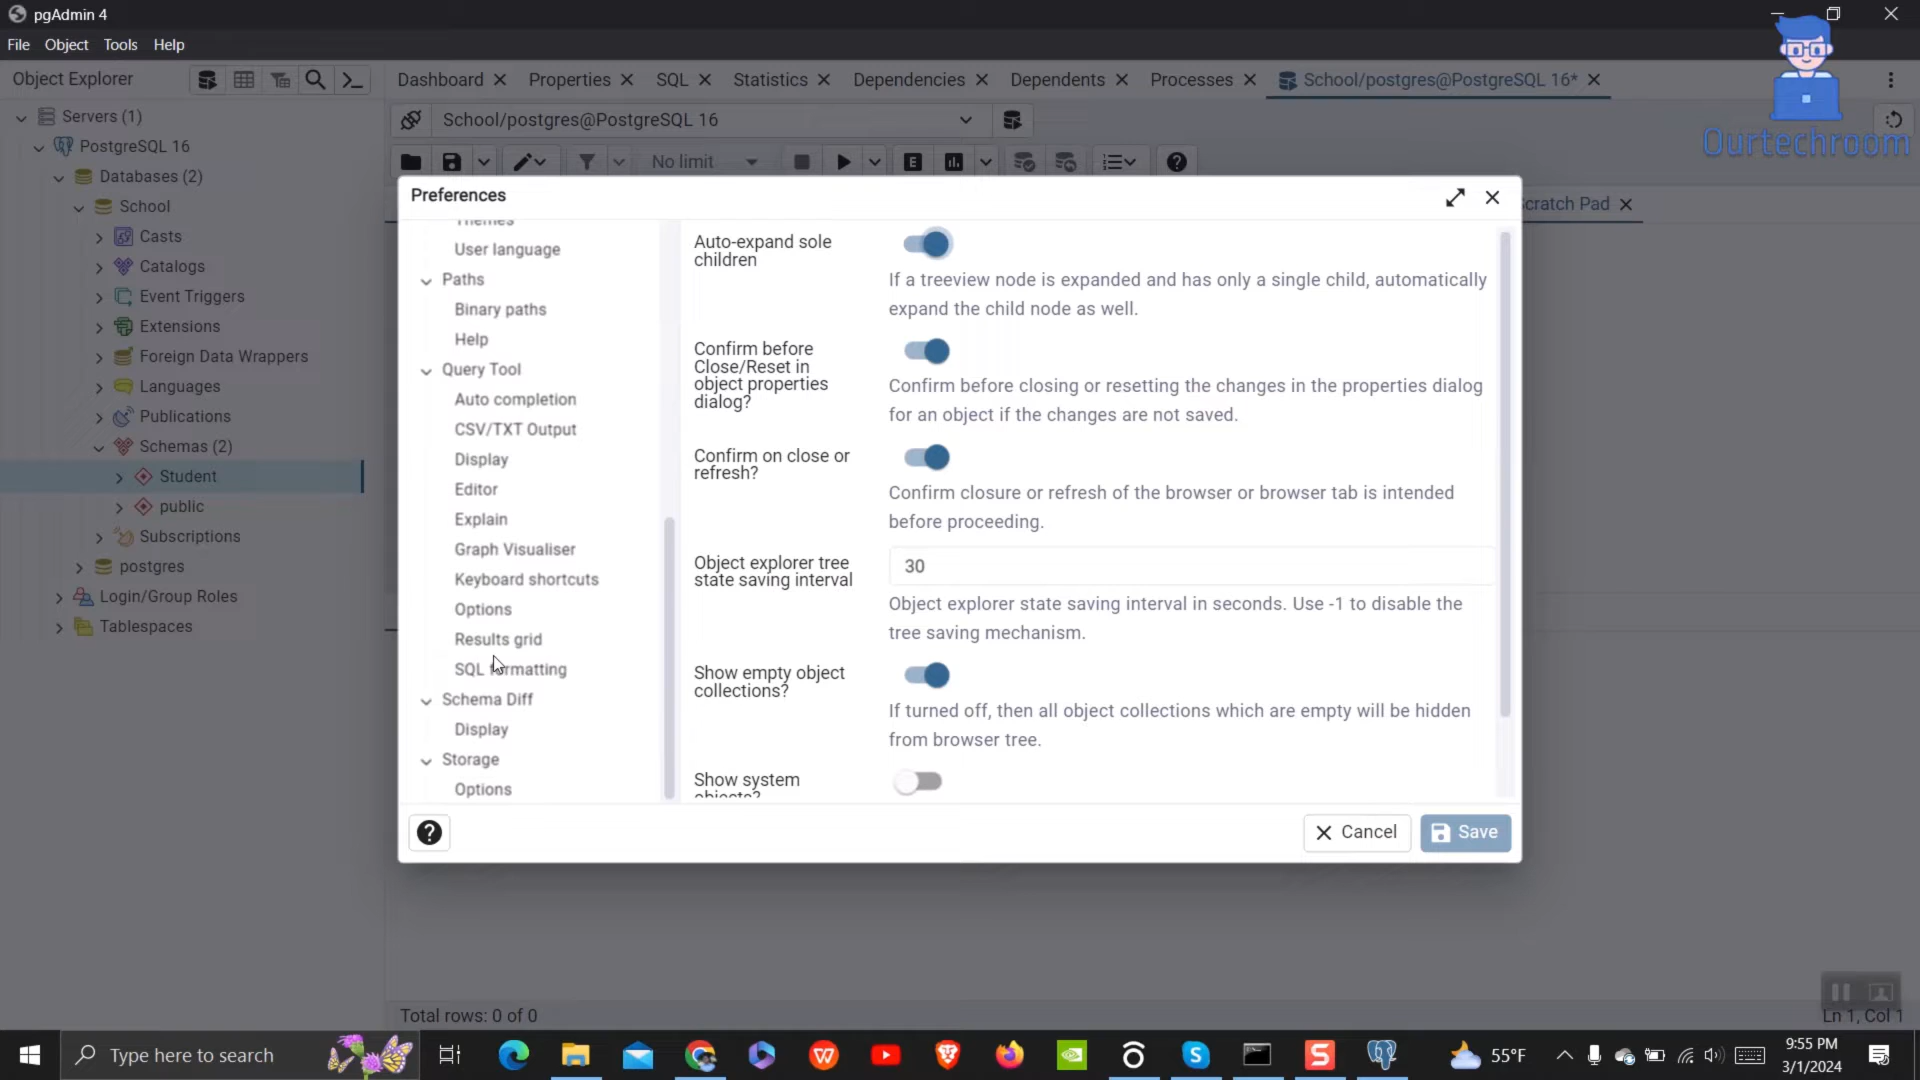 pgAdmin 4
File Object Tools Help
Object Explorer
Dashboard Properties SQL Statistics Dependencies Dependents Processes School/postgres@PostgreSQL 16*
Servers (1)
PostgreSQL 16
Databases (2)
School
Casts
Catalogs
Event Triggers
Extensions
Foreign Data Wrappers
Languages
Publications
Schemas (2)
Student
public
Subscriptions
postgres
Login/Group Roles
Tablespaces
School/postgres@PostgreSQL 16
Ourtechroom
No limit
E
cratch Pad
Preferences
Themes
User language
Paths
Binary paths
Help
Query Tool
Auto completion
CSV/TXT Output
Display
Editor
Explain
Graph Visualiser
Keyboard shortcuts
Options
Results grid
SQL formatting
Schema Diff
Display
Storage
Options
Auto-expand sole
children
If a treeview node is expanded and has only a single child, automatically
expand the child node as well.
Confirm before
Close/Reset in
object properties
dialog?
Confirm before closing or resetting the changes in the properties dialog
for an object if the changes are not saved.
Confirm on close or
refresh?
Confirm closure or refresh of the browser or browser tab is intended
before proceeding.
Object explorer tree
state saving interval
30
Object explorer state saving interval in seconds. Use -1 to disable the
tree saving mechanism.
Show empty object
collections?
If turned off, then all object collections which are empty will be hidden
from browser tree.
Show system
objects?
Cancel Save
Total rows: 0 of 0
Ln 1, Col 1
Type here to search
55°F
9:55 PM
3/1/2024